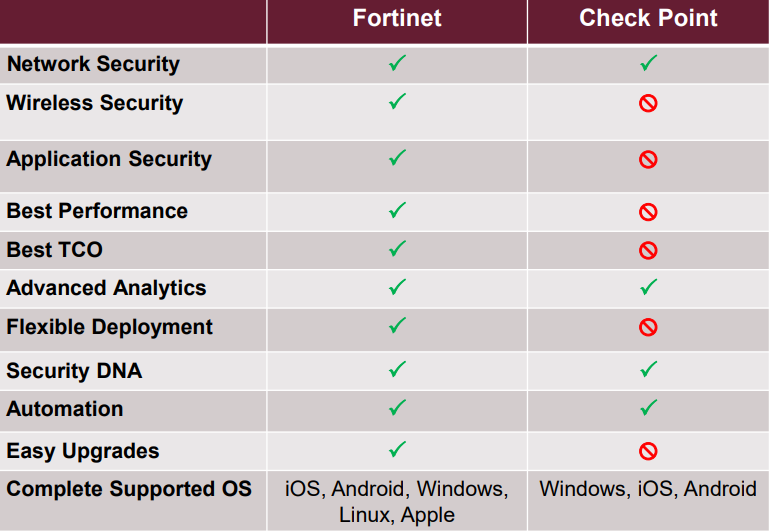 Fortinet Check Point
Network Security
Wireless Security
Application Security
Best Performance
Best TCO
Advanced Analytics
Flexible Deployment
Security DNA
Automation
Easy Upgrades
Complete Supported OS iOS, Android, Windows, Windows, iOS, Android
Linux, Apple